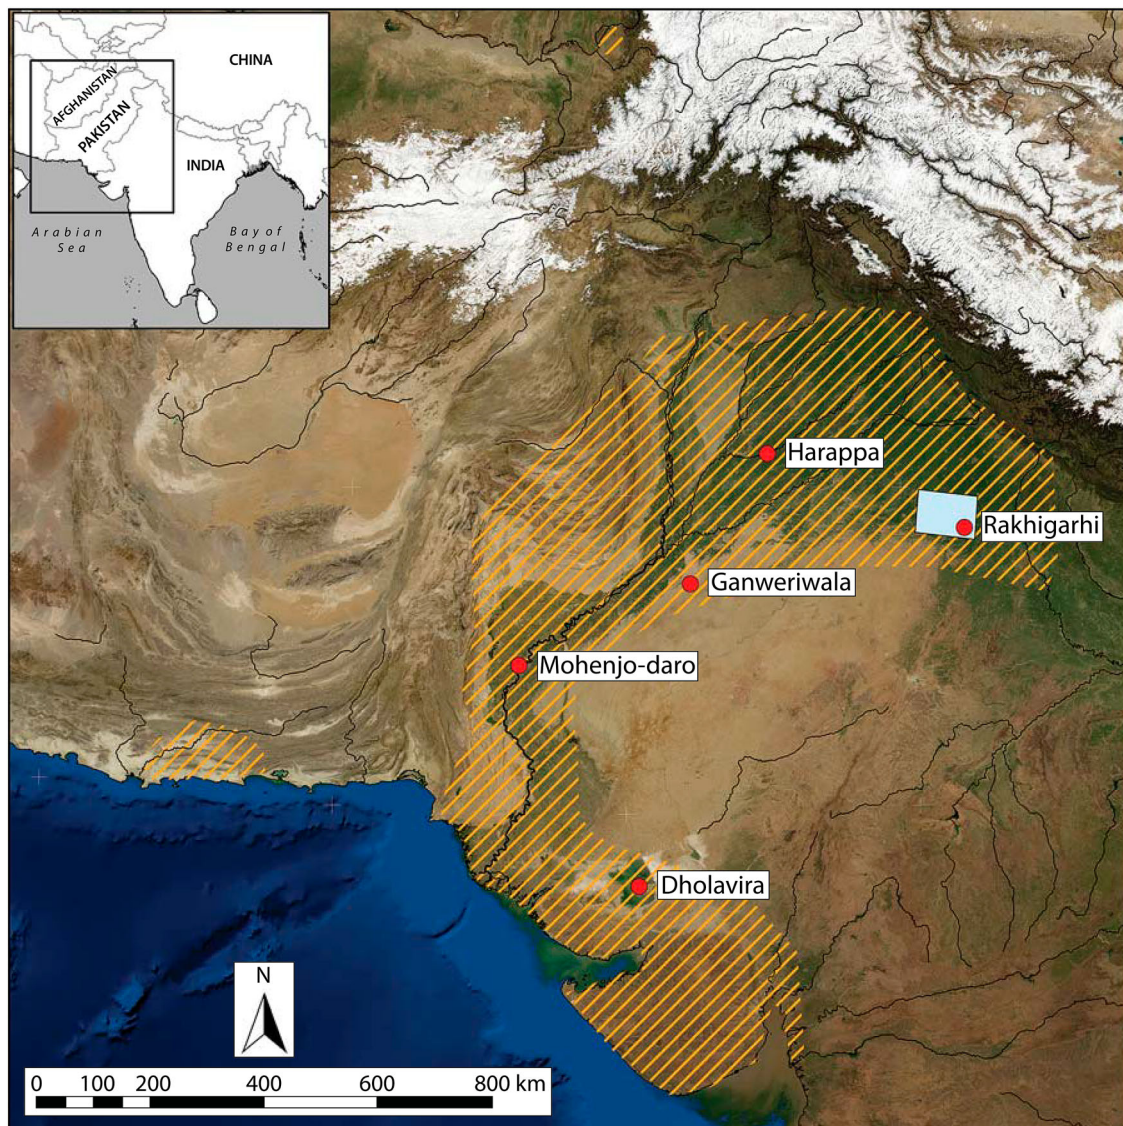 CHINA
AFGHANISTAN
PAKISTAN
INDIA
Arabian
Sea
Bay of
Bengal
Harappa
Rakhigarhi
Ganweriwala
Mohenjo-daro
Dholavira
N
0 100 200 400 600 800 km